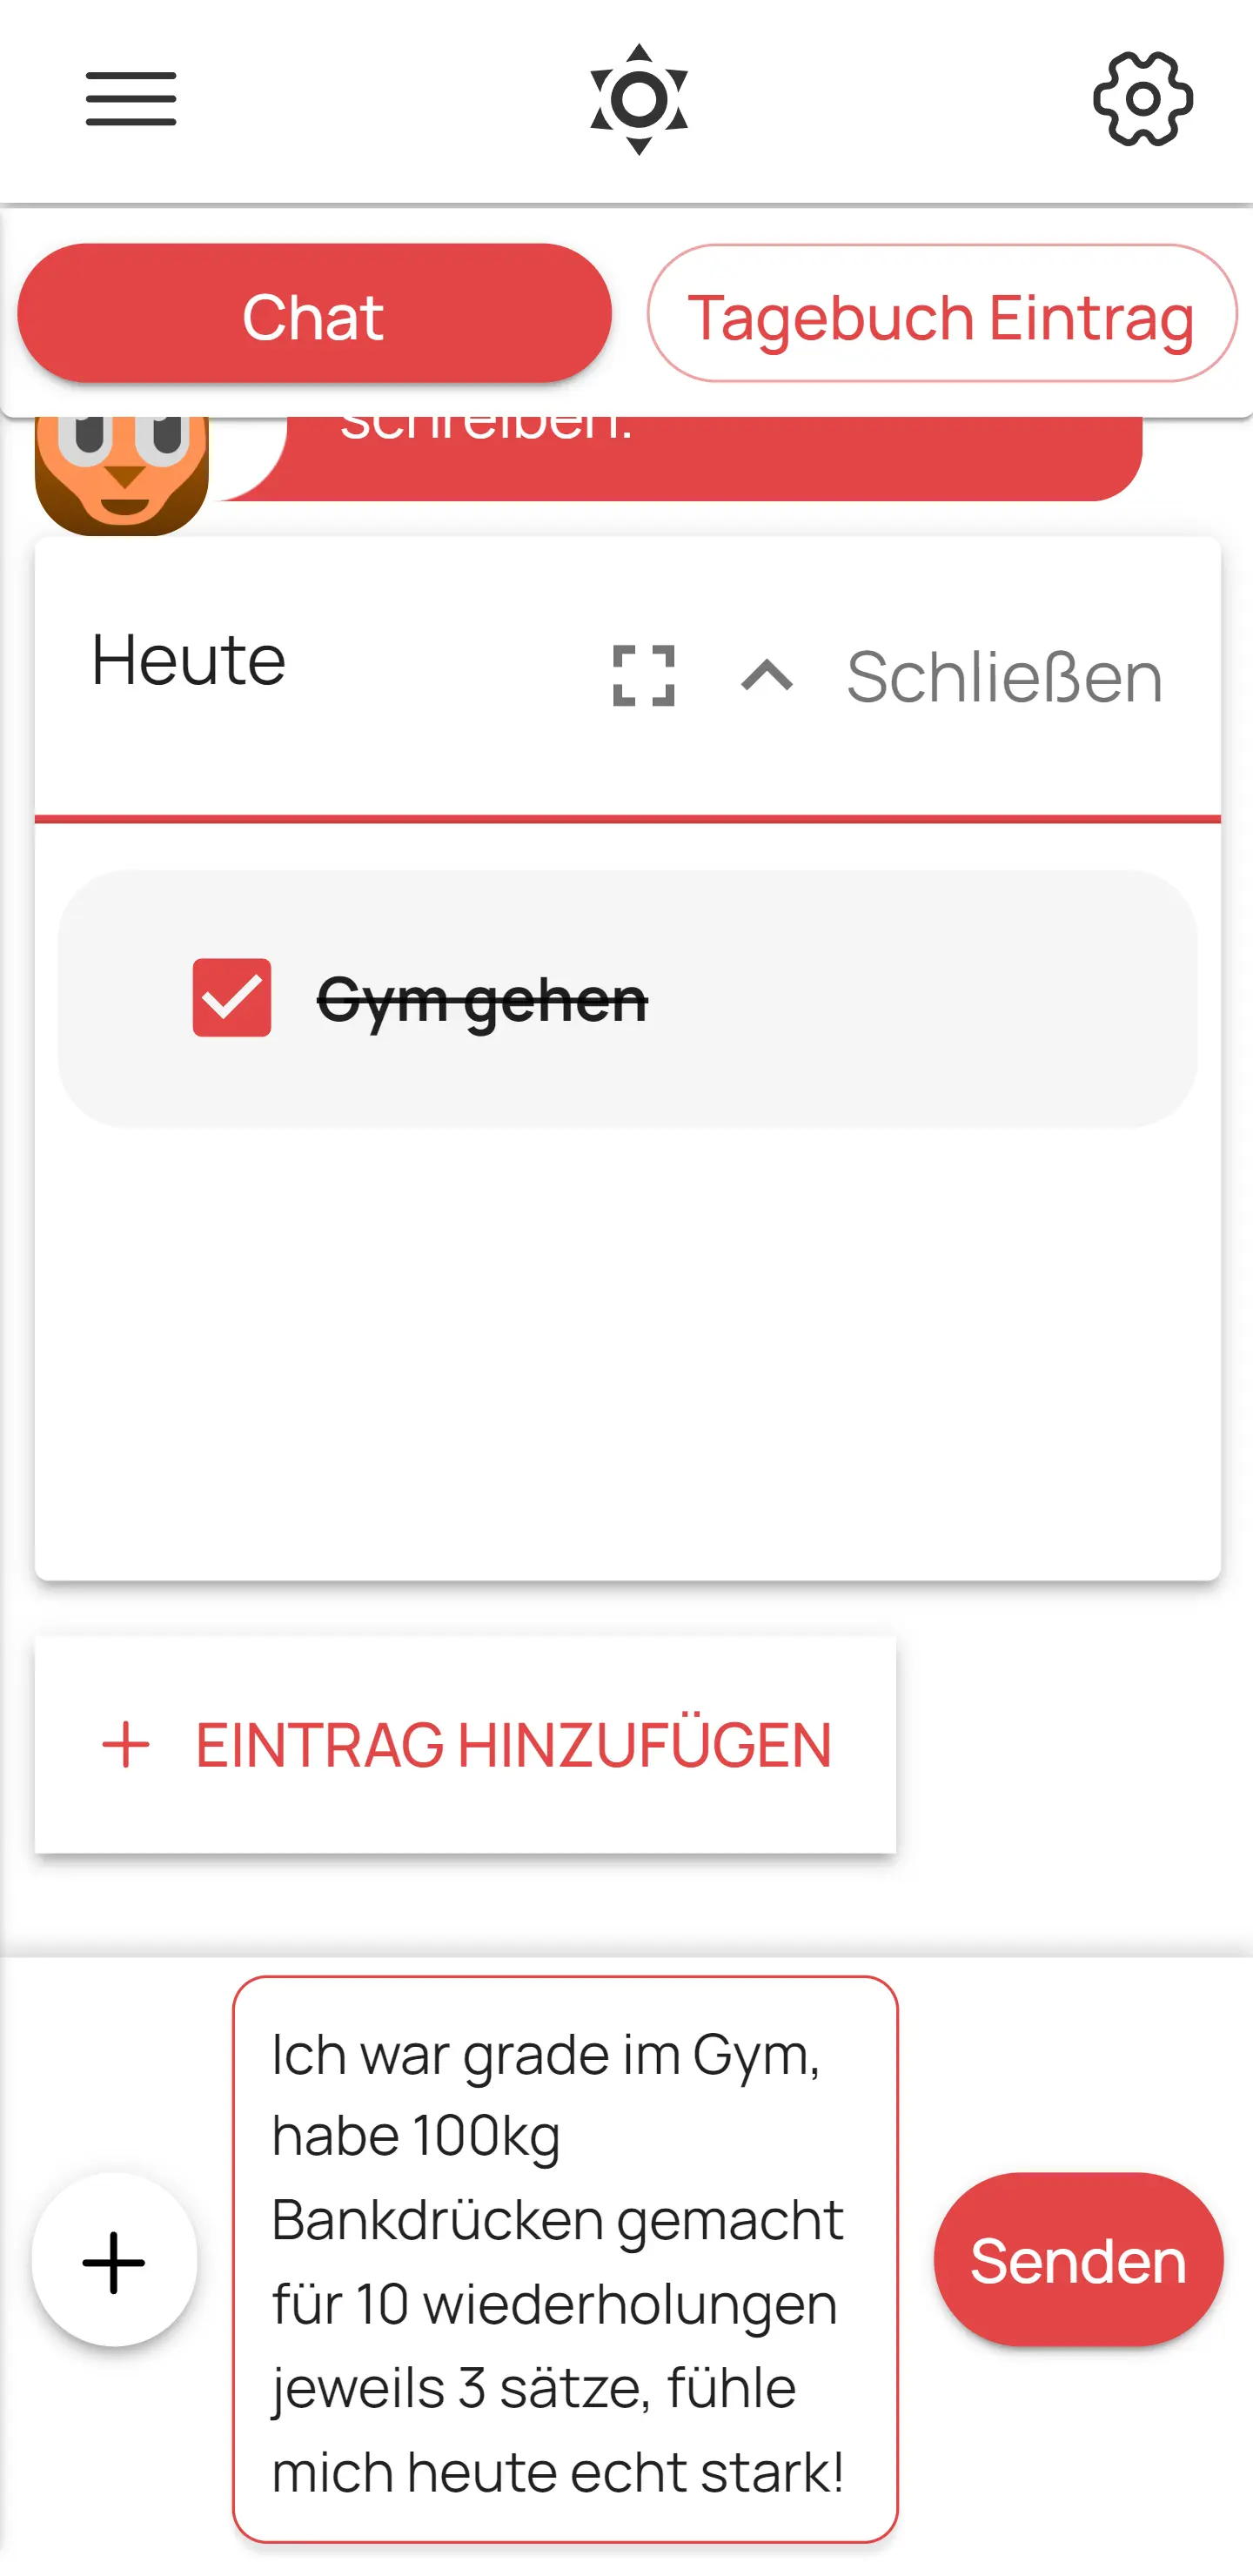 Chat
Tagebuch Eintrag
schreiben.
Heute
Schließen
Gym gehen
EINTRAG HINZUFÜGEN
Ich war grade im Gym,
habe 100kg
Bankdrücken gemacht
für 10 wiederholungen
jeweils 3 sätze, fühle
mich heute echt stark!
Senden